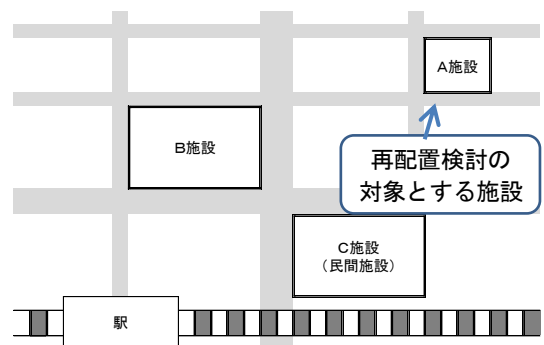 A施設
B施設
再配置検討の
対象とする施設
C施設
（民間施設）
駅